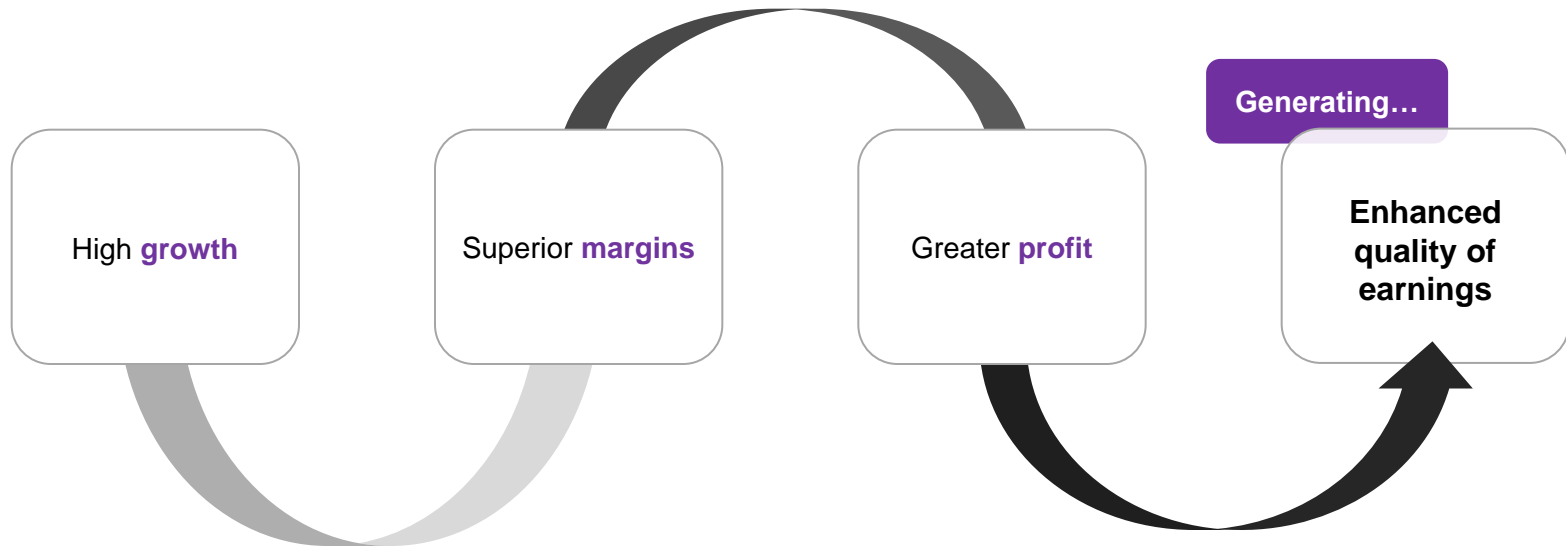 High growth
Superior margins
Greater profit
Generating…
Enhanced
quality of
earnings